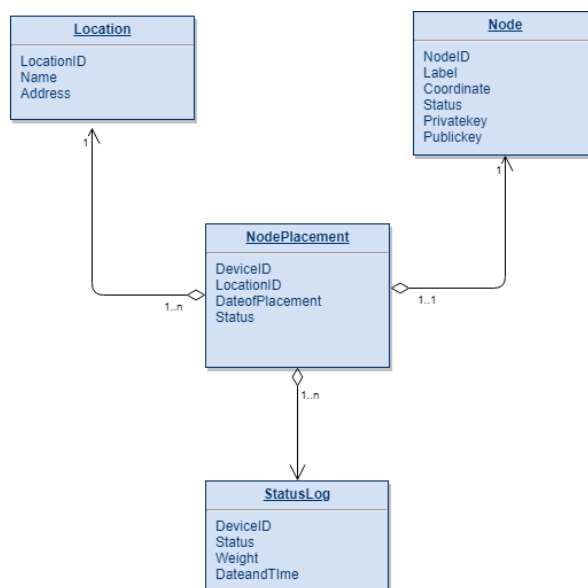 Location
LocationID
Name
Address
Node
NodeID
Label
Coordinate
Status
Privatekey
Publickey
1
1
NodePlacement
DeviceID
LocationID
DateofPlacement
Status
1..n
1..1
1..n
StatusLog
DeviceID
Status
Weight
DateandTIme